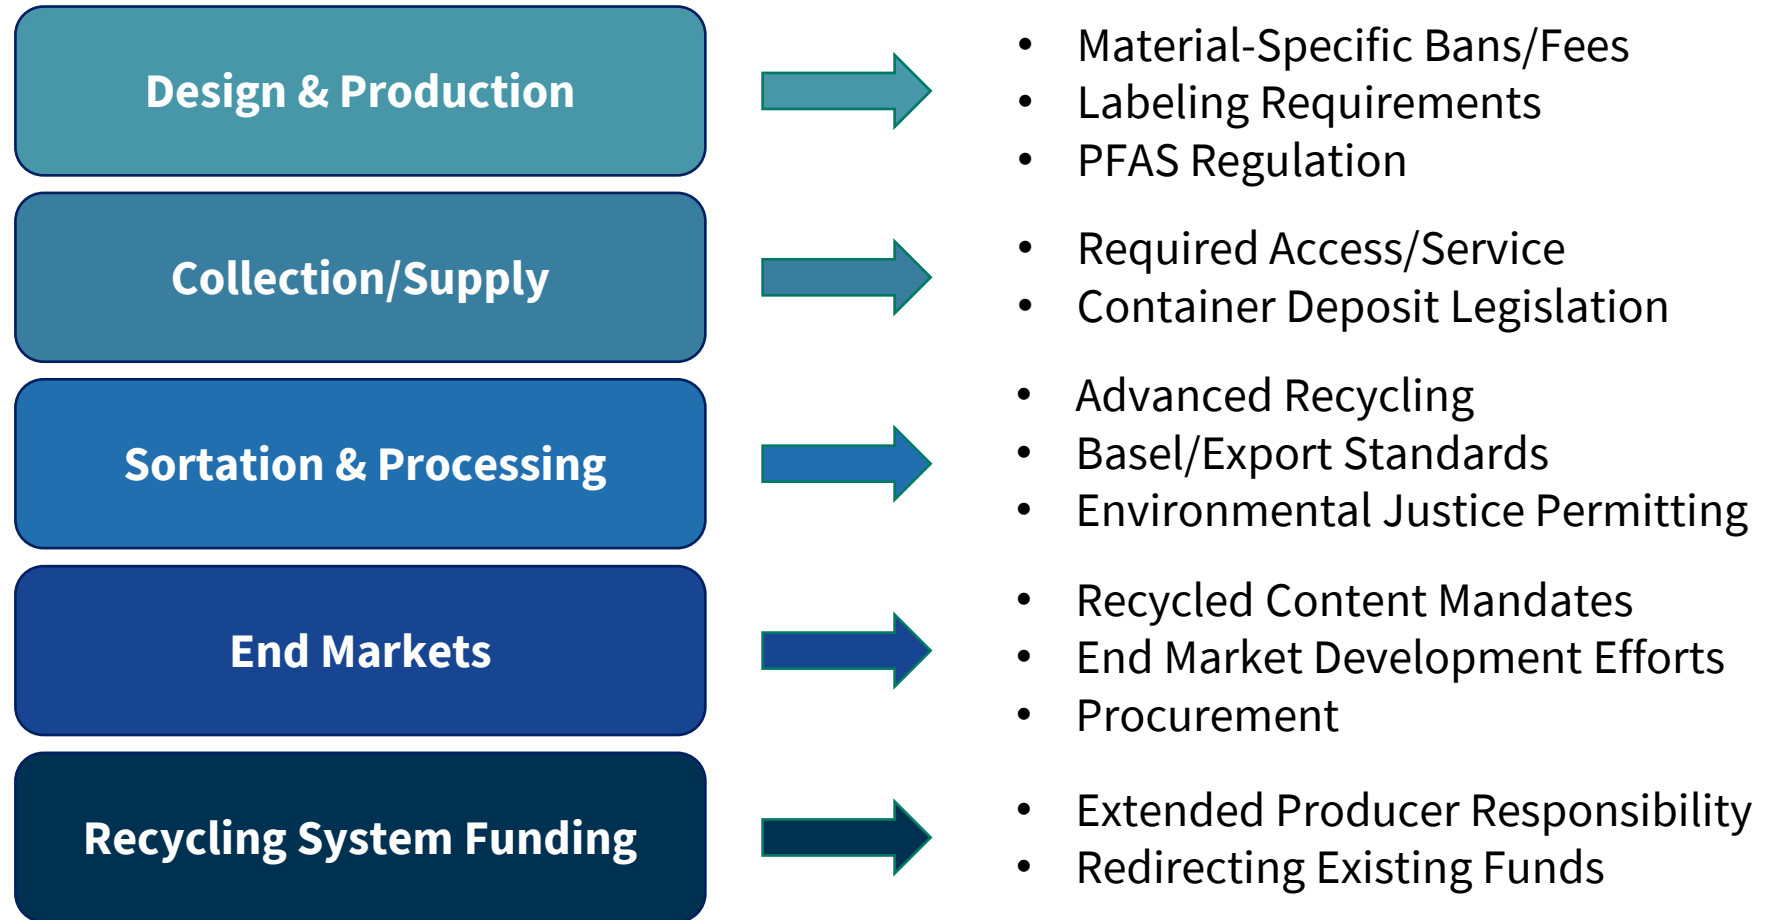 Design & Production
• Material-Specific Bans/Fees
• Labeling Requirements
• PFAS Regulation
Collection/Supply
• Required Access/Service
• Container Deposit Legislation
Sortation & Processing
• Advanced Recycling
• Basel/Export Standards
• Environmental Justice Permitting
End Markets
• Recycled Content Mandates
• End Market Development Efforts
• Procurement
Recycling System Funding
• Extended Producer Responsibility
• Redirecting Existing Funds